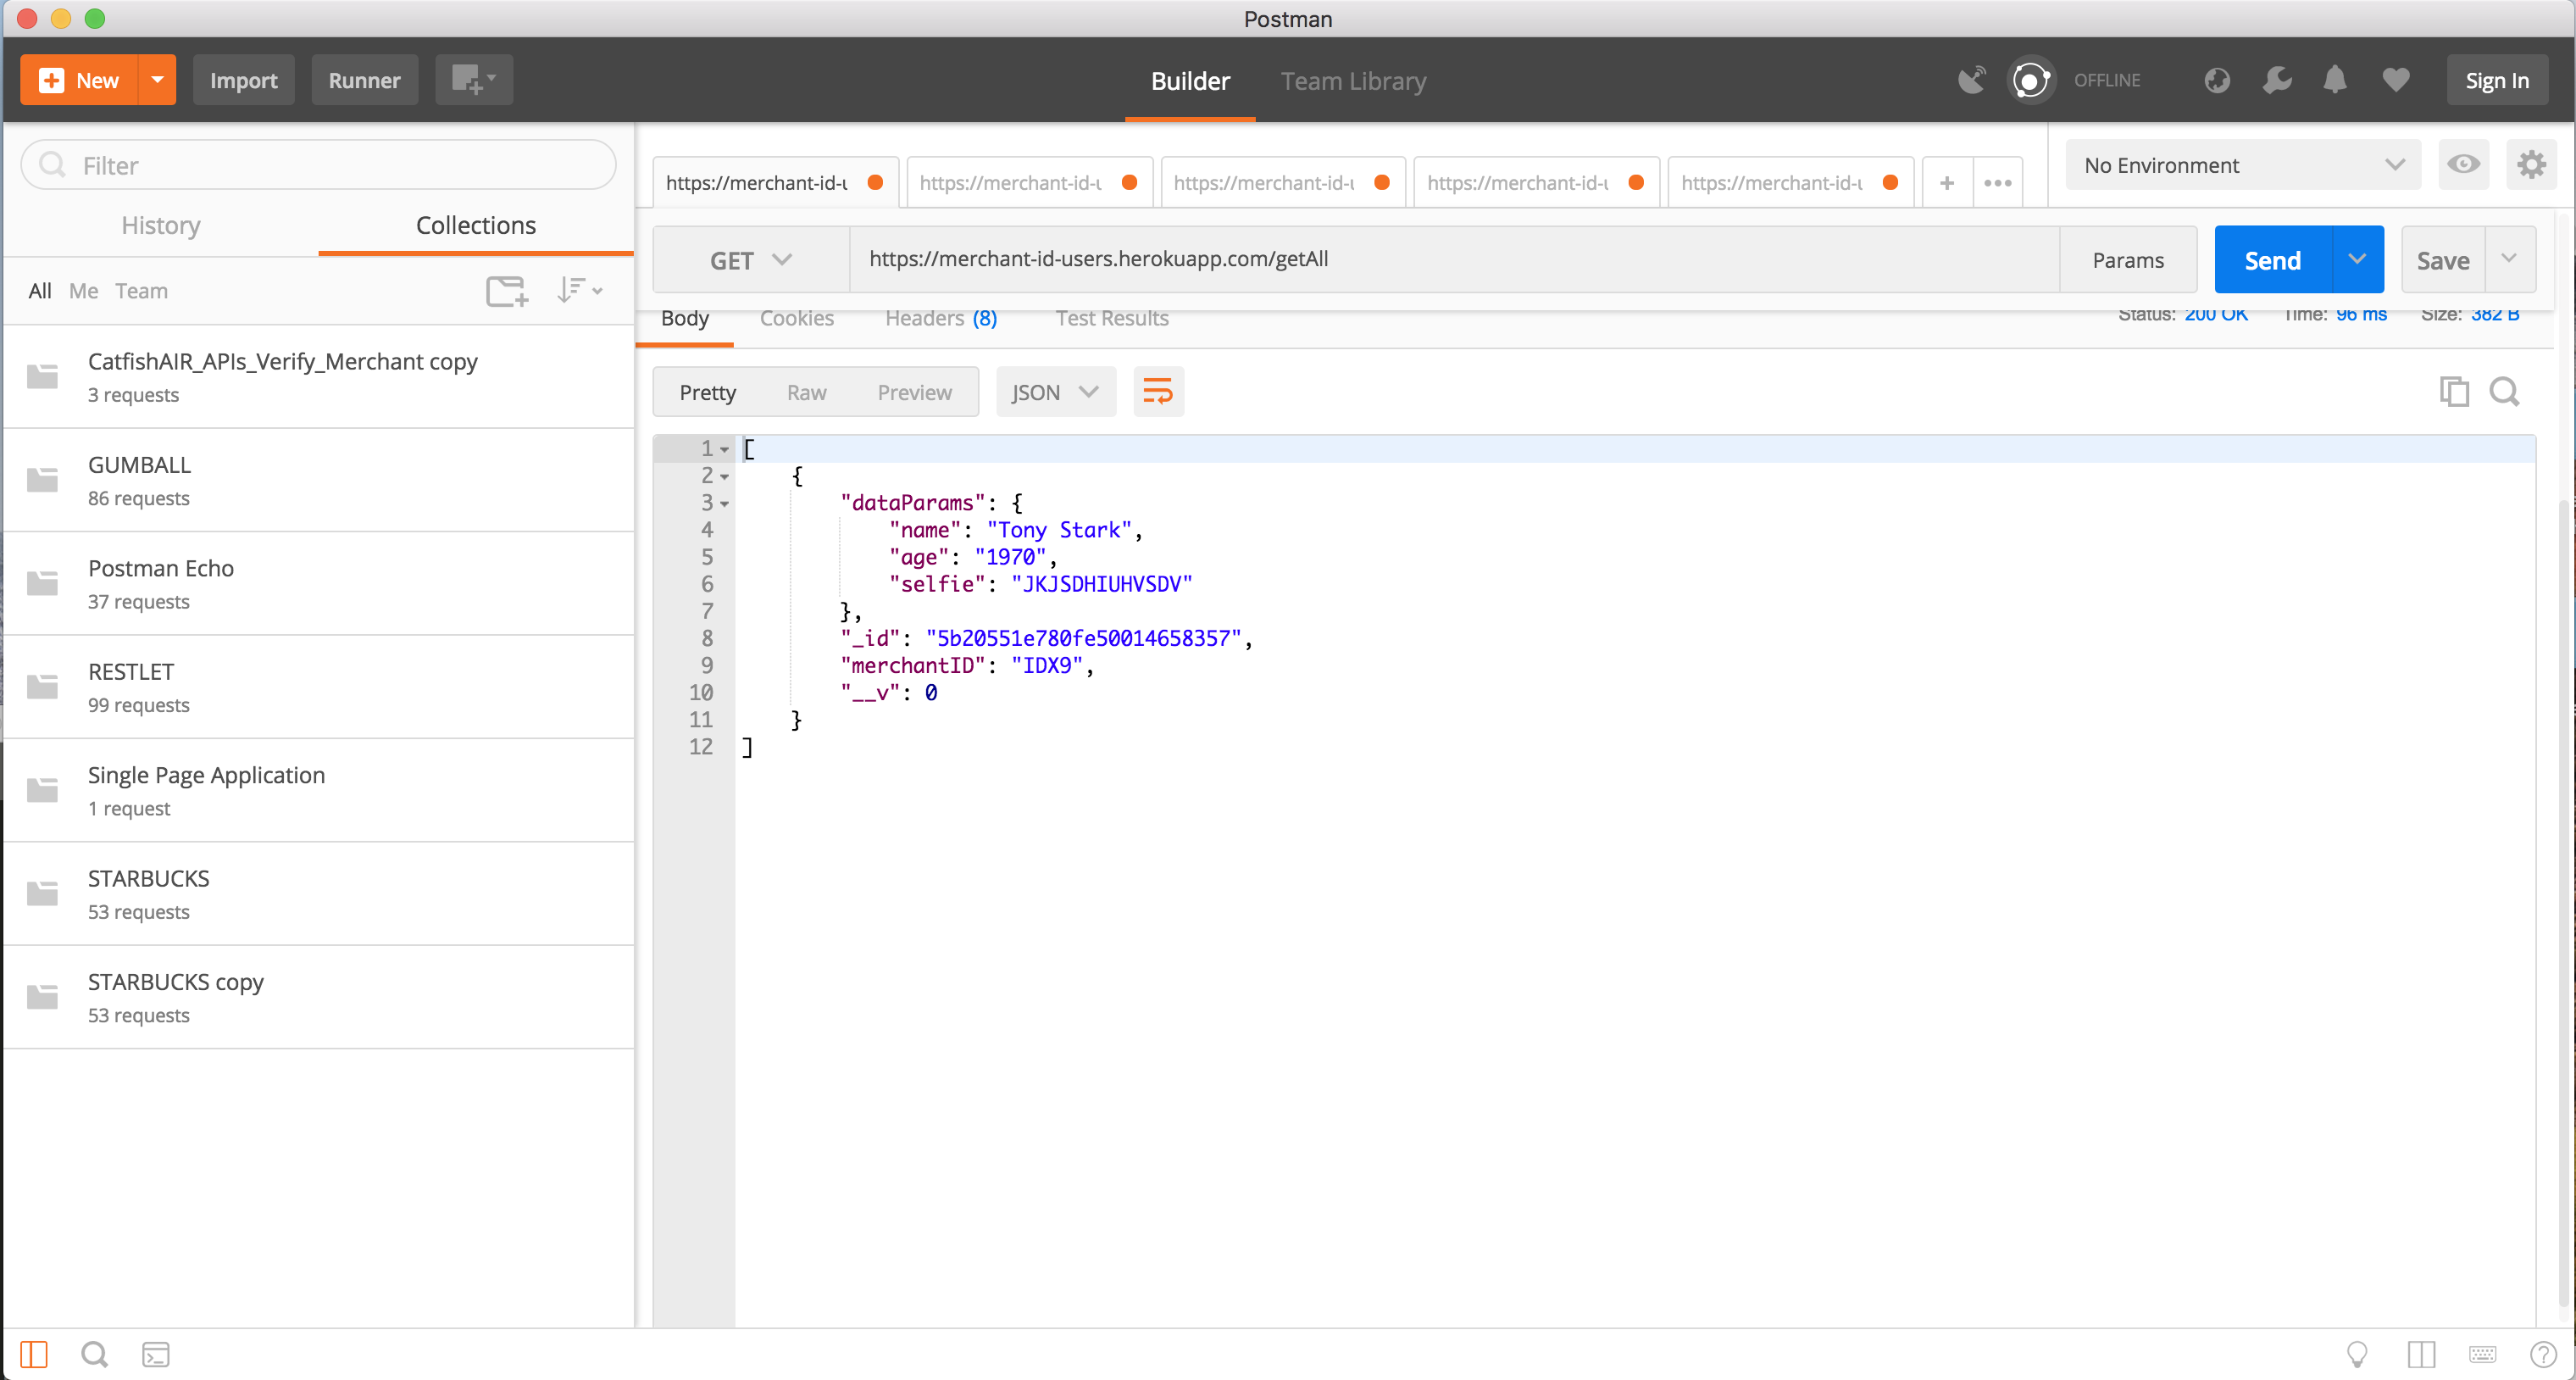 Postman
New Import Runner Builder Team Library OFFLINE Sign In
Filter
History Collections
All Me Team
CatfishAIR_APIs_Verify_Merchant copy
3 requests
GUMBALL
86 requests
Postman Echo
37 requests
RESTLET
99 requests
Single Page Application
1 request
STARBUCKS
53 requests
STARBUCKS copy
53 requests
https://merchant-id-u https://merchant-id-u https://merchant-id-u https://merchant-id-u https://merchant-id-u + ••• No Environment
GET https://merchant-id-users.herokuapp.com/getAll Params Send Save
Body Cookies Headers (8) Test Results Status: 200 OK Time: 96 ms Size: 382 B
Pretty Raw Preview JSON
1 [
2 {
3 "dataParams": {
4 "name": "Tony Stark",
5 "age": "1970",
6 "selfie": "JKJSDHIUHVSDV"
7 },
8 "_id": "5b20551e780fe50014658357",
9 "merchantID": "IDX9",
10 "__v": 0
11 }
12 ]